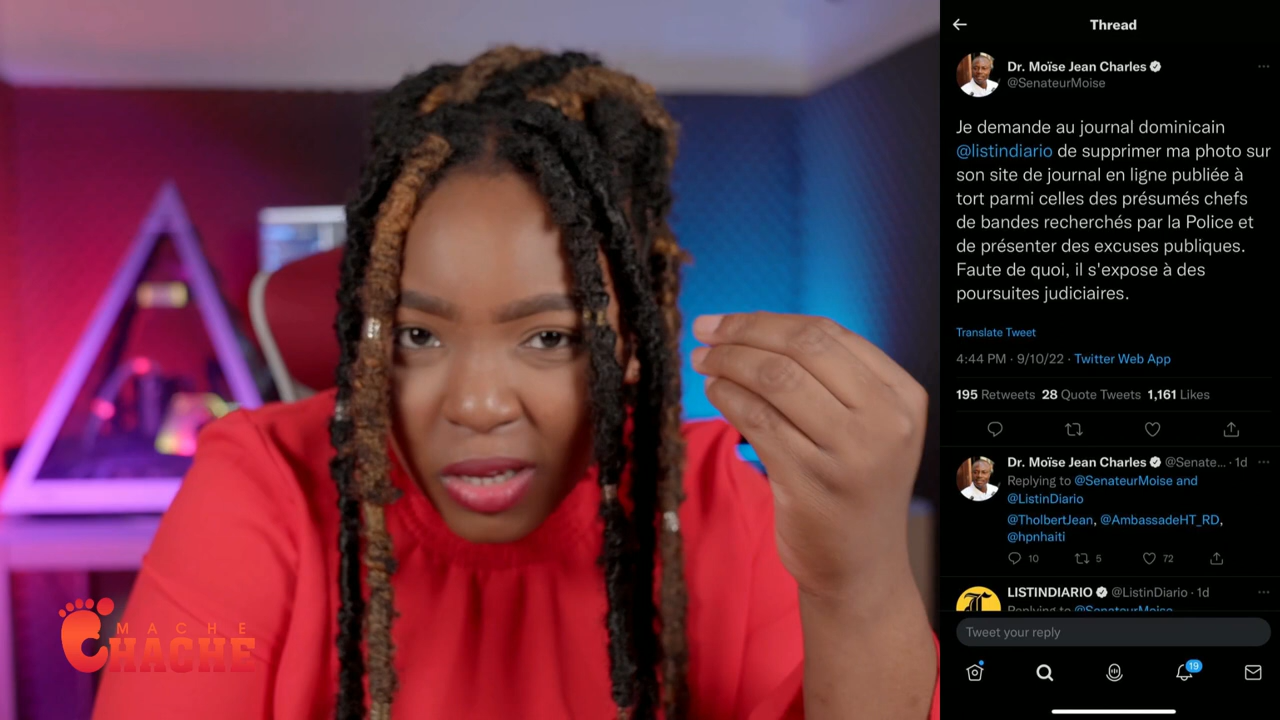 Thread
Dr. Moïse Jean Charles
@SenateurMoise
Je demande au journal dominicain
@listindiario de supprimer ma photo sur
son site de journal en ligne publiée à
tort parmi celles des présumés chefs
de bandes recherchés par la Police et
de présenter des excuses publiques.
Faute de quoi, il s'expose à des
poursuites judiciaires.
Translate Tweet
4:44 PM · 9/10/22 · Twitter Web App
195 Retweets 28 Quote Tweets 1,161 Likes
Dr. Moïse Jean Charles @Senate... · 1d
Replying to @SenateurMoise and
@ListinDiario
@TholbertJean, @AmbassadeHT_RD,
@hpnhaiti
10 5 72
LISTINDIARIO @ListinDiario · 1d
Replying to @SenateurMoise
Tweet your reply
19
MACHE
CHACHE